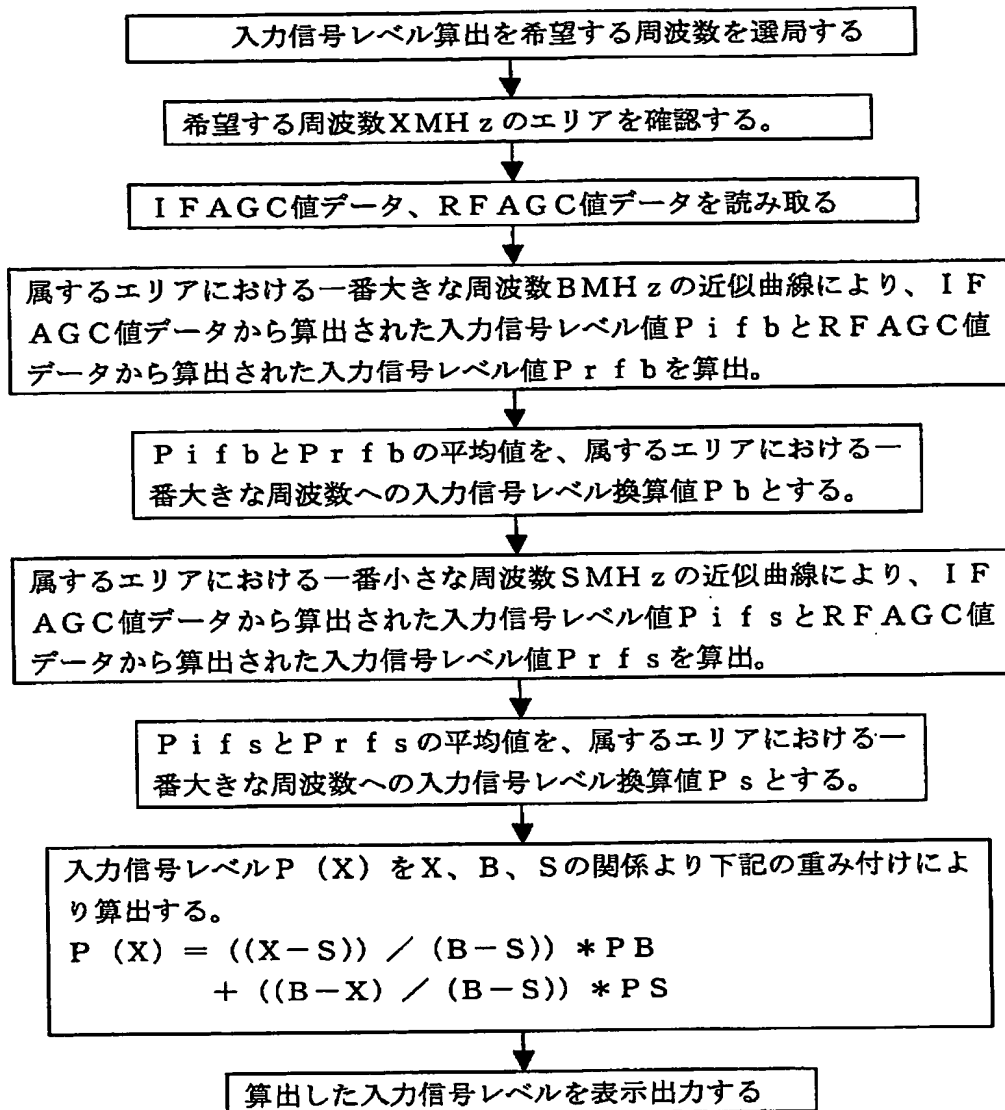 入力信号レベル算出を希望する周波数を選局する
希望する周波数XMHzのエリアを確認する。
IFAGC値データ、RFAGC値データを読み取る
属するエリアにおける一番大きな周波数BMHzの近似曲線により、IF
AGC値データから算出された入力信号レベル値PifbとRFAGC値
データから算出された入力信号レベル値Prfbを算出。
PifbとPrfbの平均値を、属するエリアにおける一
番大きな周波数への入力信号レベル換算値Pbとする。
属するエリアにおける一番小さな周波数SMHzの近似曲線により、IF
AGC値データから算出された入力信号レベル値PifsとRFAGC値
データから算出された入力信号レベル値Prfsを算出。
PifsとPrfsの平均値を、属するエリアにおける一
番大きな周波数への入力信号レベル換算値Psとする。
入力信号レベルP(X)をX、B、Sの関係より下記の重み付けによ
り算出する。
P(X)=((X-S))/(B-S))*PB
+((B-X)/(B-S))*PS
算出した入力信号レベルを表示出力する